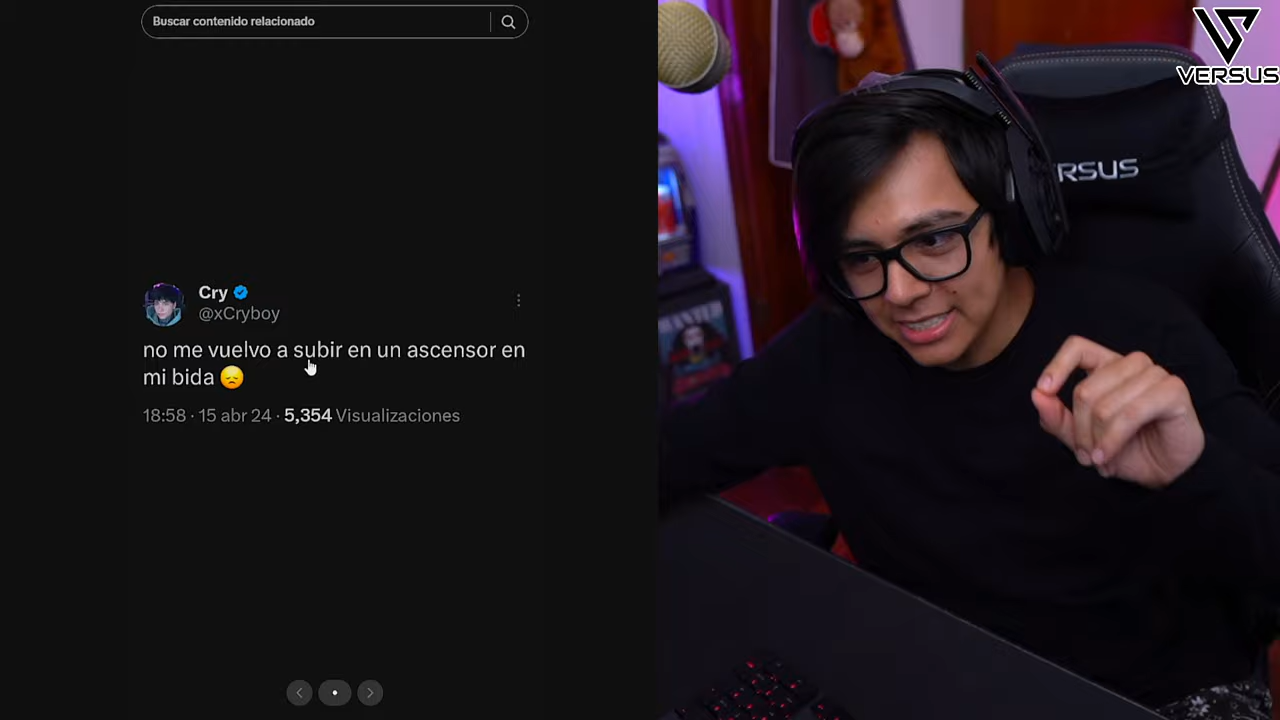 Buscar contenido relacionado
VERSUS
RSUS
Cry
@xCryboy
no me vuelvo a subir en un ascensor en
mi bida 😞
18:58 · 15 abr 24 · 5,354 Visualizaciones
WANTED